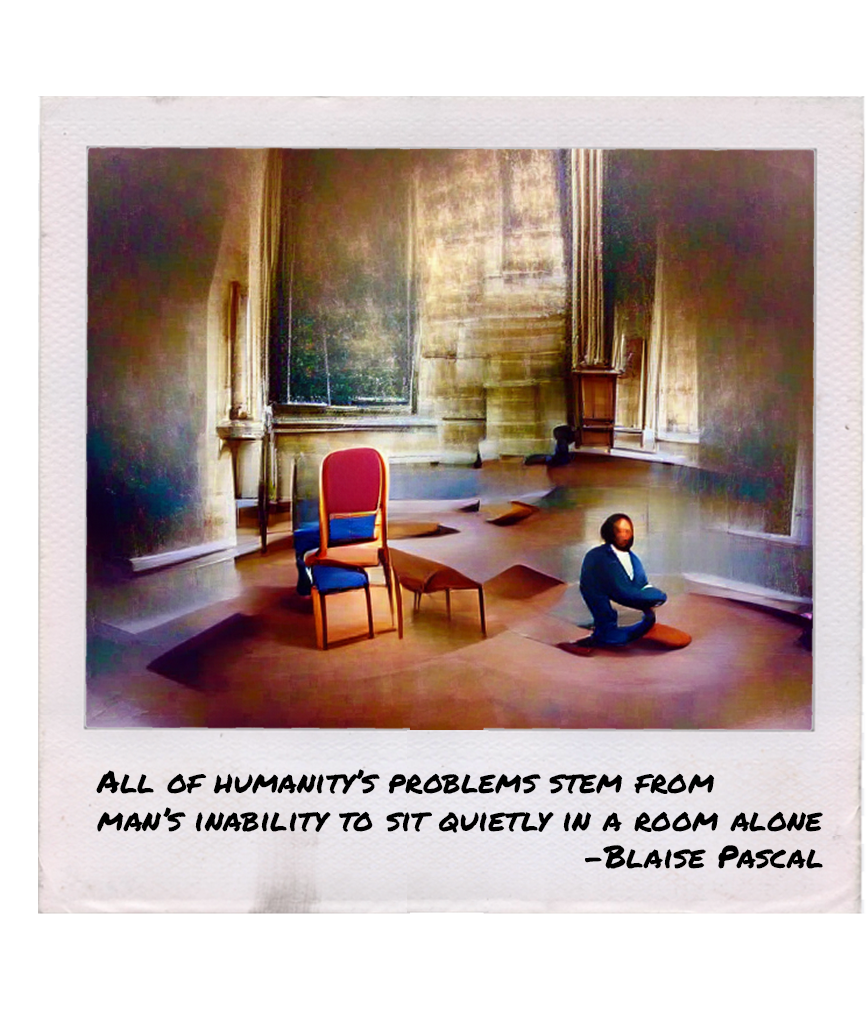 All of humanity's problems stem from
man's inability to sit quietly in a room alone
-Blaise Pascal